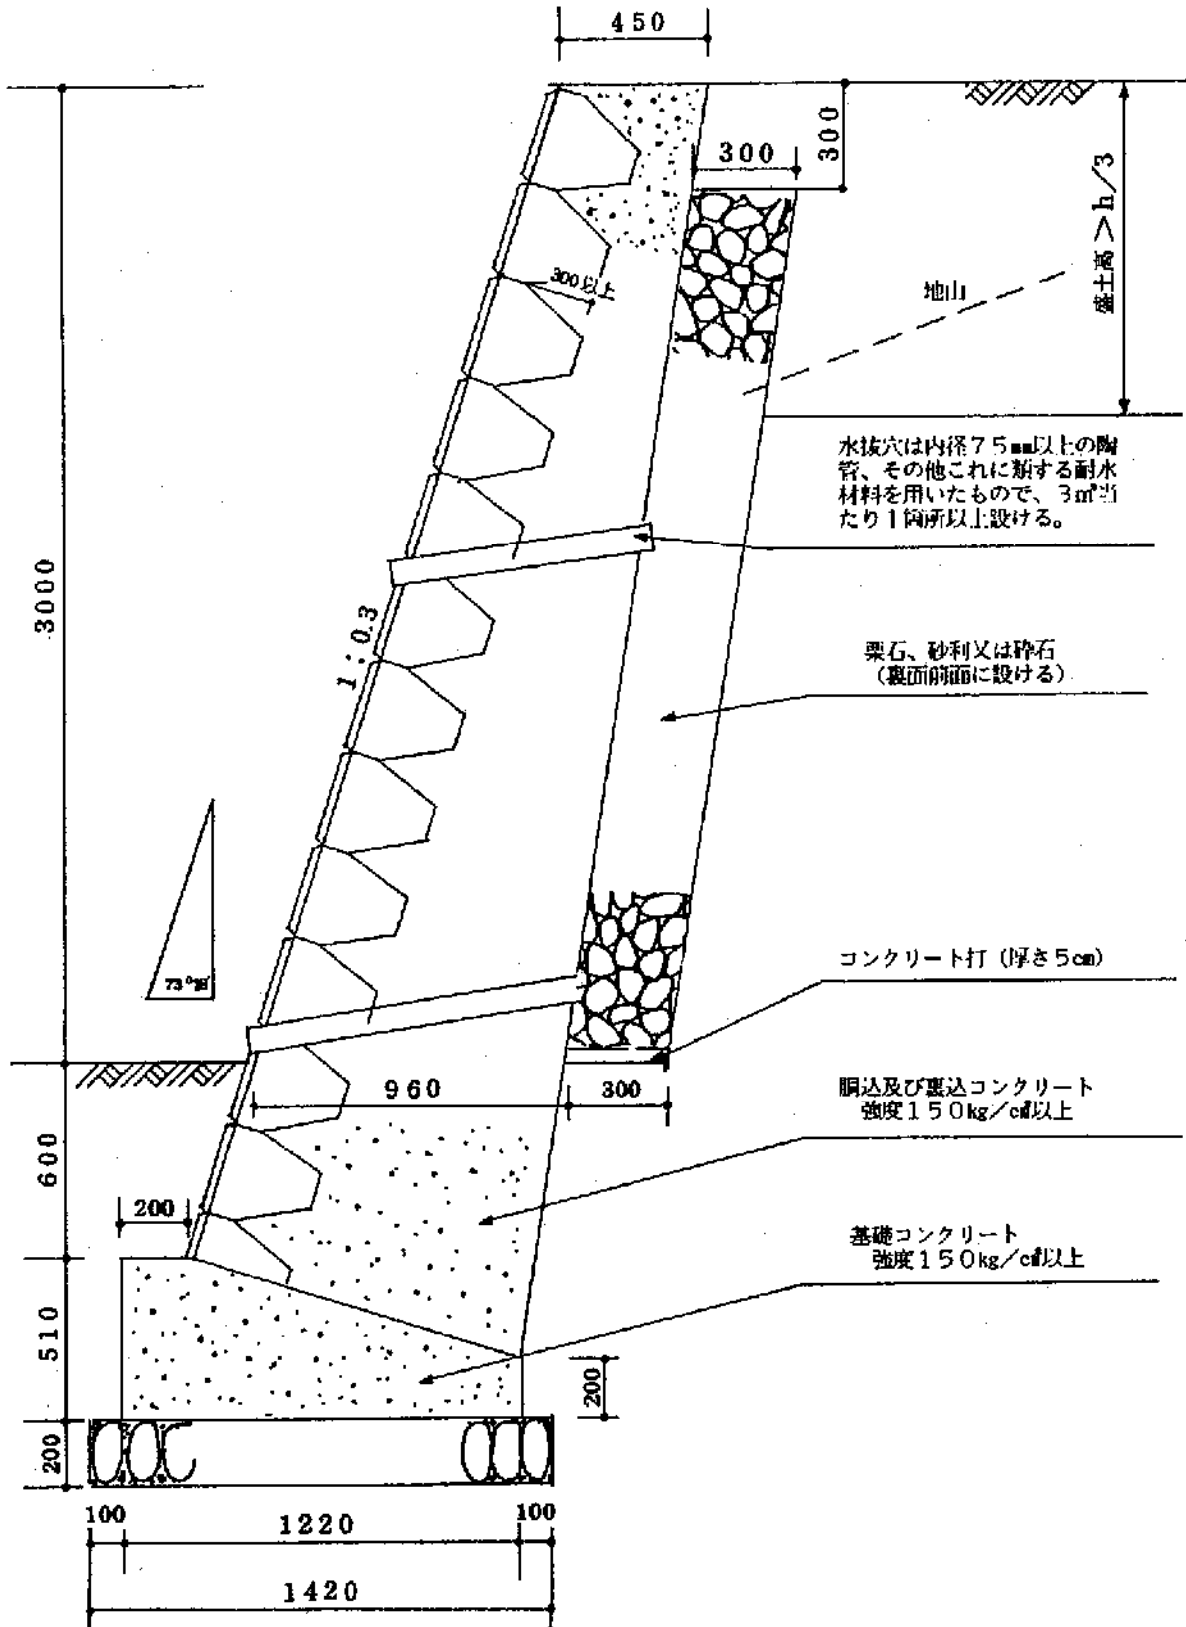 450
300
300
盛土高>h/3
300以上
地山
水抜穴は内径75mm以上の陶
管、その他これに類する耐水
材料を用いたもので、3㎡当
たり1箇所以上設ける。
3000
1:0.3
栗石、砂利又は砕石
(裏面前面に設ける)
コンクリート打(厚さ5cm)
960
300
胴込及び裏込コンクリート
強度150kg/c㎡以上
600
200
基礎コンクリート
強度150kg/c㎡以上
510
200
200
100
1220
100
1420